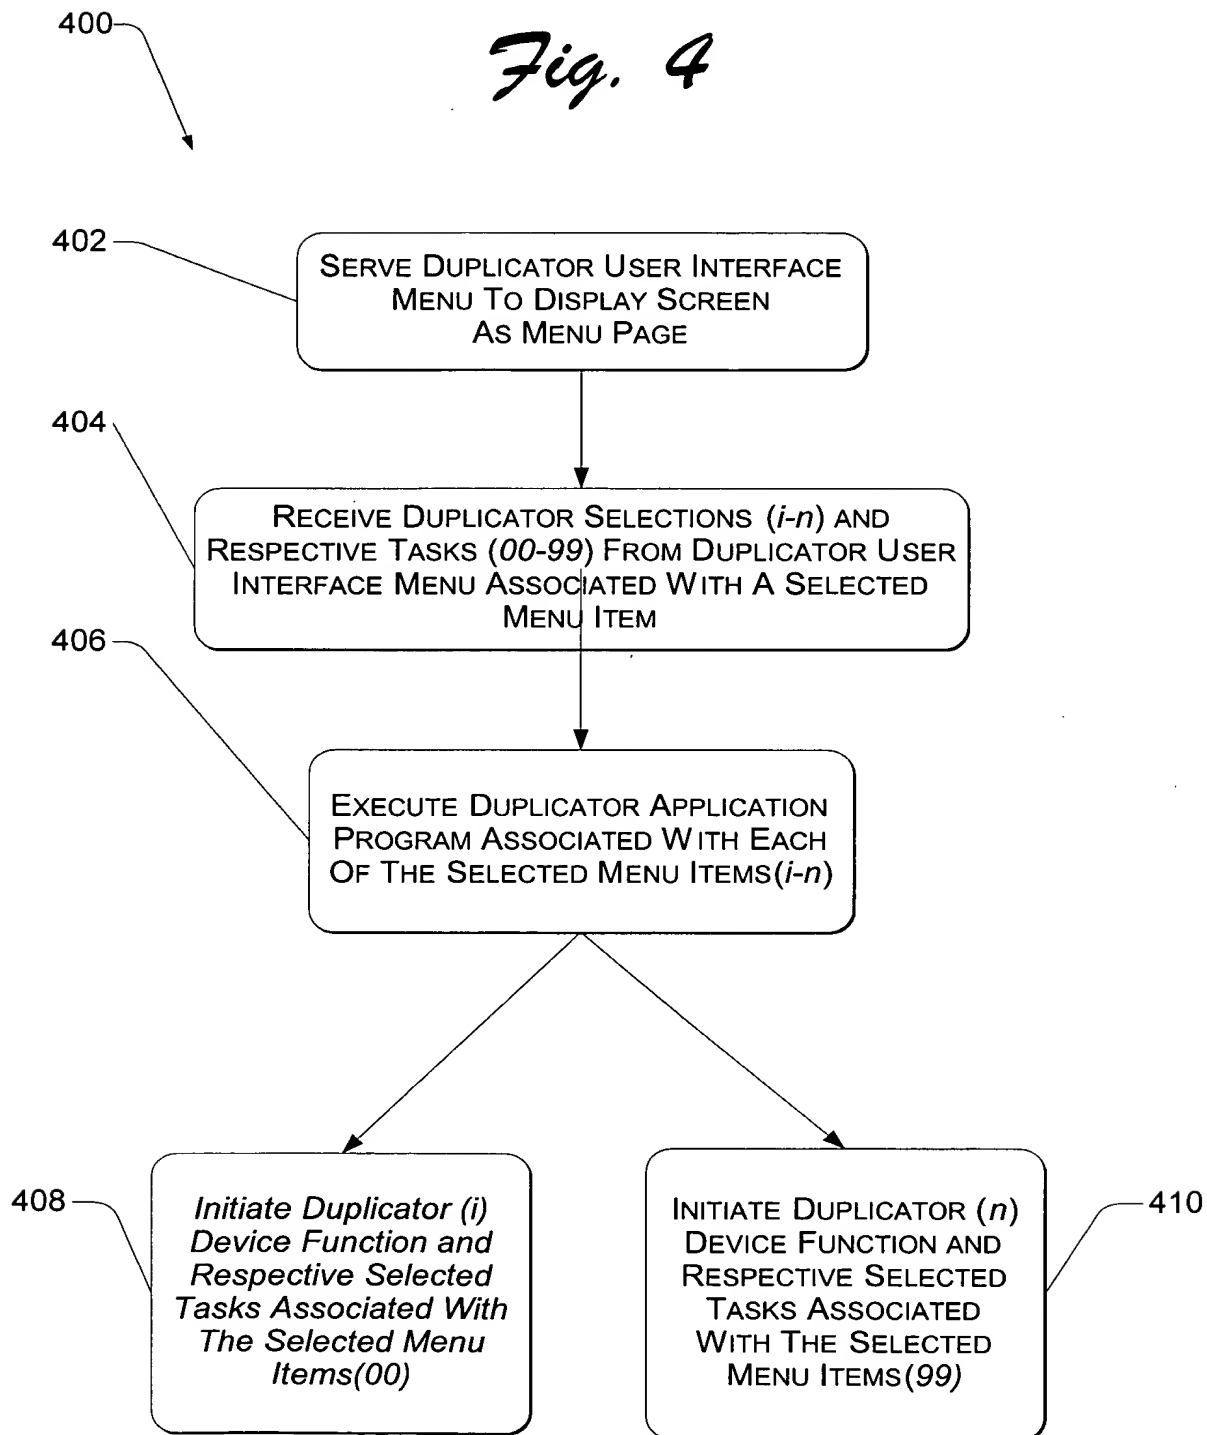 400
Fig. 4
402
SERVE DUPLICATOR USER INTERFACE
MENU TO DISPLAY SCREEN
AS MENU PAGE
404
RECEIVE DUPLICATOR SELECTIONS (i-n) AND
RESPECTIVE TASKS (00-99) FROM DUPLICATOR USER
INTERFACE MENU ASSOCIATED WITH A SELECTED
MENU ITEM
406
EXECUTE DUPLICATOR APPLICATION
PROGRAM ASSOCIATED WITH EACH
OF THE SELECTED MENU ITEMS(i-n)
408
Initiate Duplicator (i)
Device Function and
Respective Selected
Tasks Associated With
The Selected Menu
Items(00)
410
INITIATE DUPLICATOR (n)
DEVICE FUNCTION AND
RESPECTIVE SELECTED
TASKS ASSOCIATED
WITH THE SELECTED
MENU ITEMS(99)